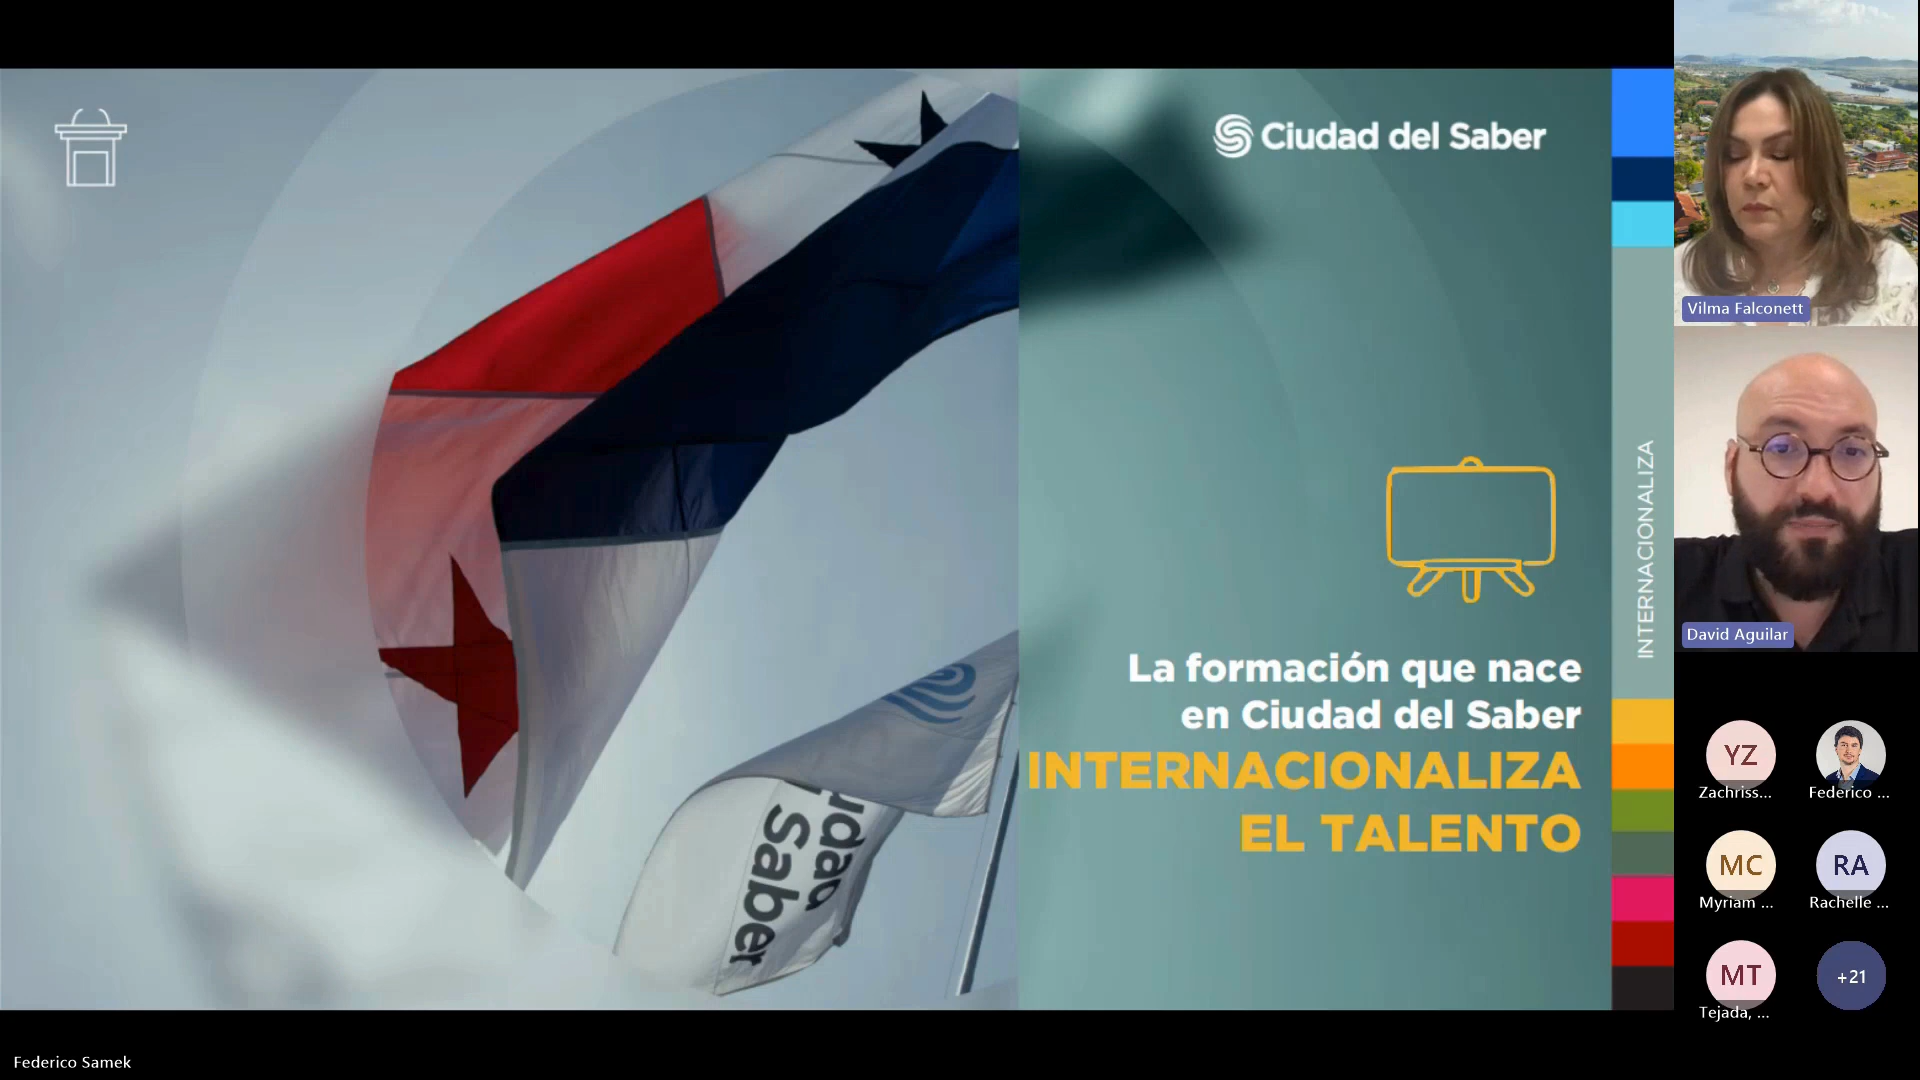 Ciudad del Saber
udad
Saber
La formación que nace
en Ciudad del Saber
INTERNACIONALIZA
EL TALENTO
INTERNACIONALIZA
Vilma Falconett
David Aguilar
YZ
Zachriss...
Federico ...
MC
Myriam ...
RA
Rachelle ...
MT
Tejada, ...
+21
Federico Samek